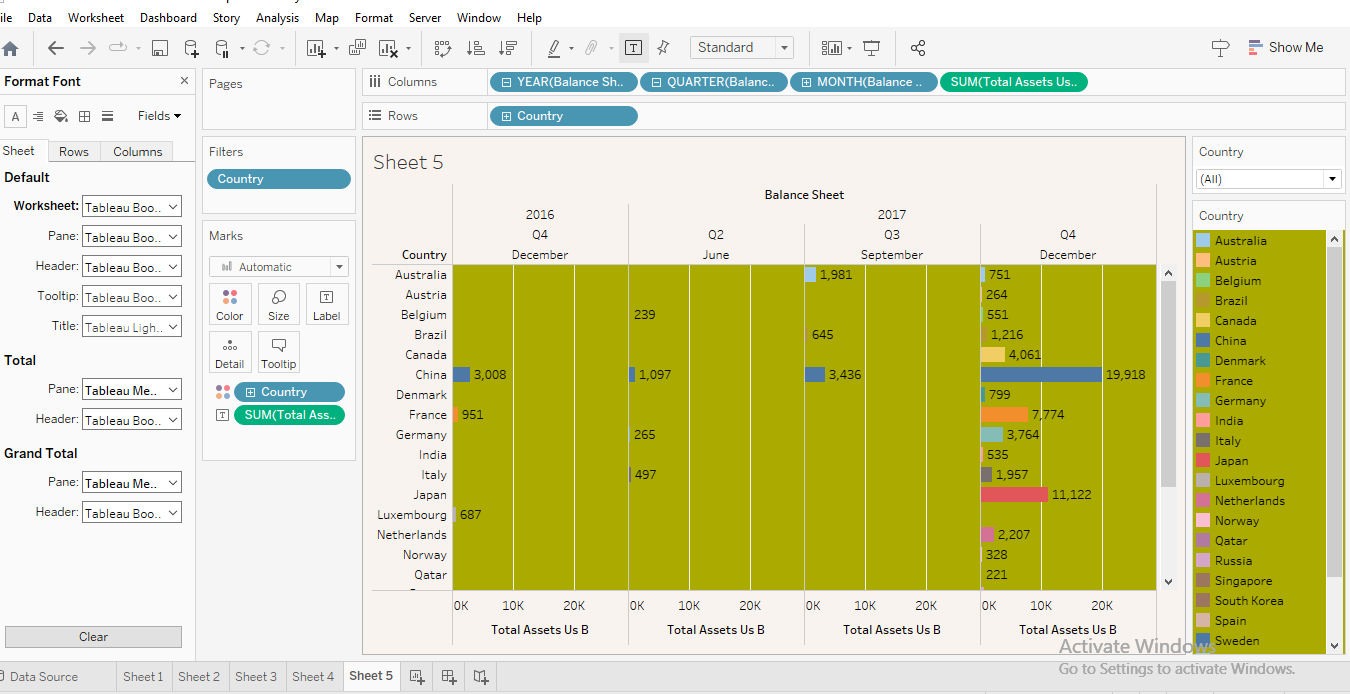 ile Data Worksheet Dashboard Story Analysis Map Format Server Window Help
Standard
Show Me
Format Font
Fields
Sheet Rows Columns
Default
Worksheet: Tableau Boo..
Pane: Tableau Boo..
Header: Tableau Boo..
Tooltip: Tableau Boo..
Title: Tableau Ligh..
Total
Pane: Tableau Me..
Header: Tableau Boo..
Grand Total
Pane: Tableau Me..
Header: Tableau Boo..
Clear
Pages
Filters
Country
Marks
Automatic
Color Size Label
Detail Tooltip
Country
SUM(Total Ass..
Columns YEAR(Balance Sh.. QUARTER(Balanc.. MONTH(Balance .. SUM(Total Assets Us..
Rows Country
Sheet 5
Balance Sheet
2016 2017
Q4 Q2 Q3 Q4
Country December June September December
Australia 1,981 751
Austria 264
Belgium 239 551
Brazil 645 1,216
Canada 4,061
China 3,008 1,097 3,436 19,918
Denmark 799
France 951 7,774
Germany 265 3,764
India 535
Italy 497 1,957
Japan 11,122
Luxembourg 687
Netherlands 2,207
Norway 328
Qatar 221
0K 10K 20K 0K 10K 20K 0K 10K 20K 0K 10K 20K
Total Assets Us B Total Assets Us B Total Assets Us B Total Assets Us B
Country
(All)
Country
Australia
Austria
Belgium
Brazil
Canada
China
Denmark
France
Germany
India
Italy
Japan
Luxembourg
Netherlands
Norway
Qatar
Russia
Singapore
South Korea
Spain
Sweden
Activate Windows
Go to Settings to activate Windows.
Data Source Sheet 1 Sheet 2 Sheet 3 Sheet 4 Sheet 5